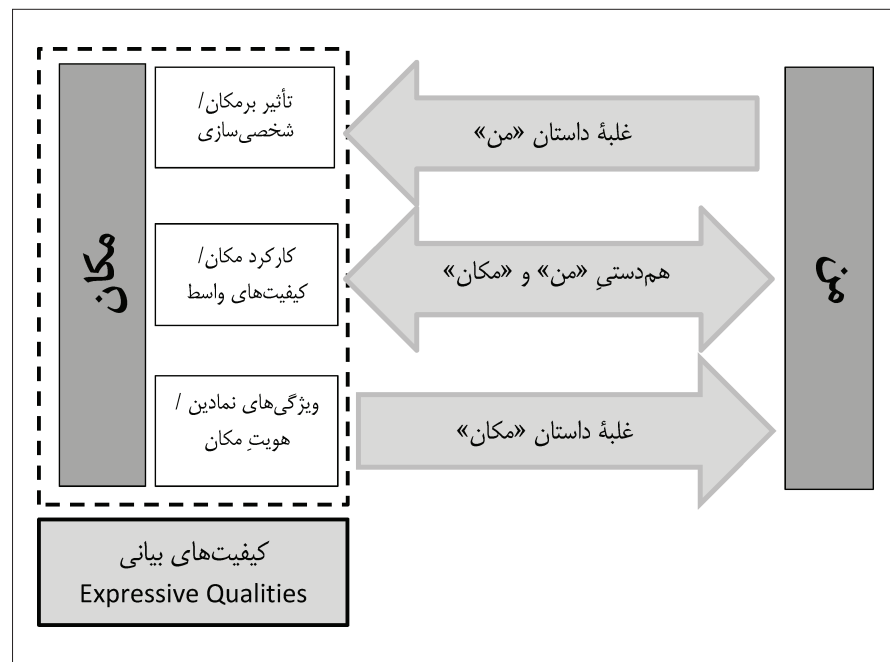 من
غلبهٔ داستان «من»
تأثیر برمکان/
شخصی‌سازی
هم‌دستیِ «من» و «مکان»
کارکرد مکان/
کیفیت‌های واسط
غلبهٔ داستان «مکان»
ویژگی‌های نمادین /
هویتِ مکان
مکان
کیفیت‌های بیانی
Expressive Qualities